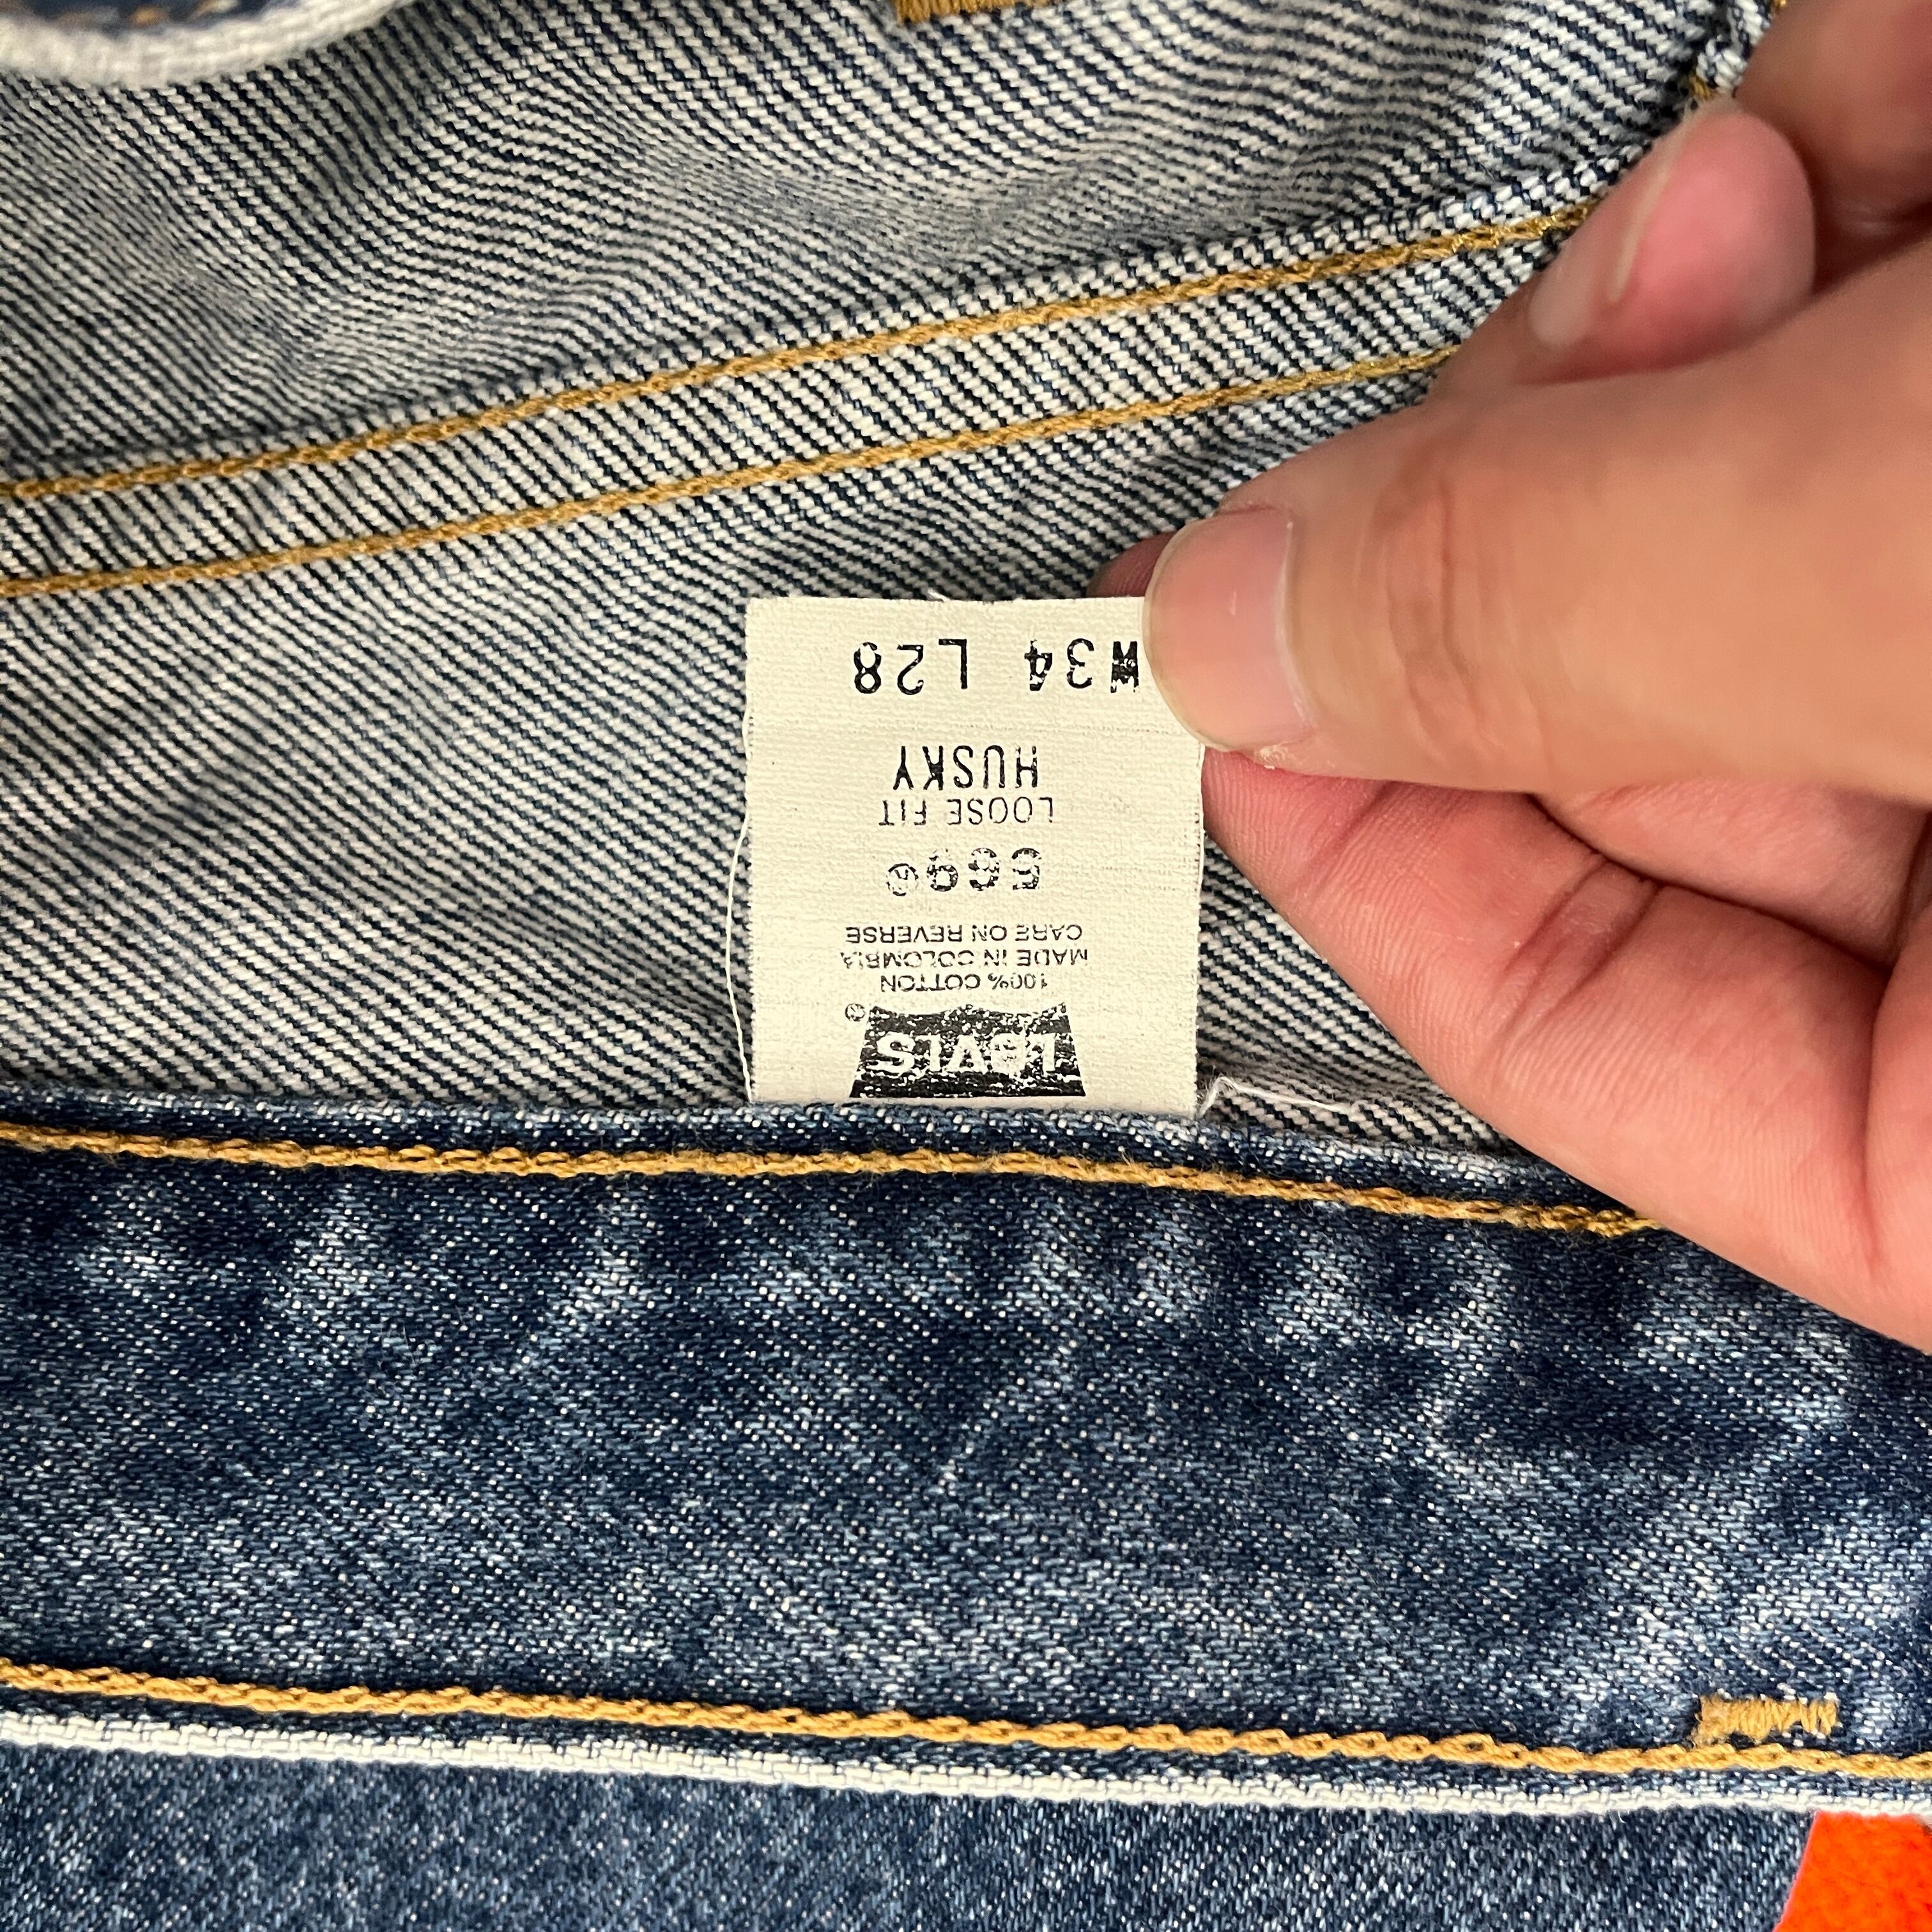 LEVI'S®
100% COTTON
MADE IN COLOMBIA
CARE ON REVERSE
569®
LOOSE FIT
HUSKY
W34 L28